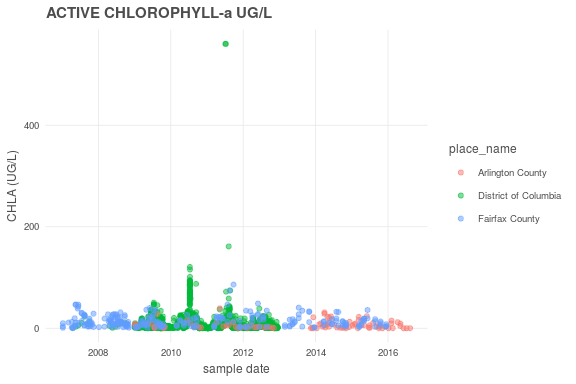 ACTIVE CHLOROPHYLL-a UG/L
CHLA (UG/L)
400
200
0
2008
2010
2012
2014
2016
sample date
place_name
Arlington County
District of Columbia
Fairfax County